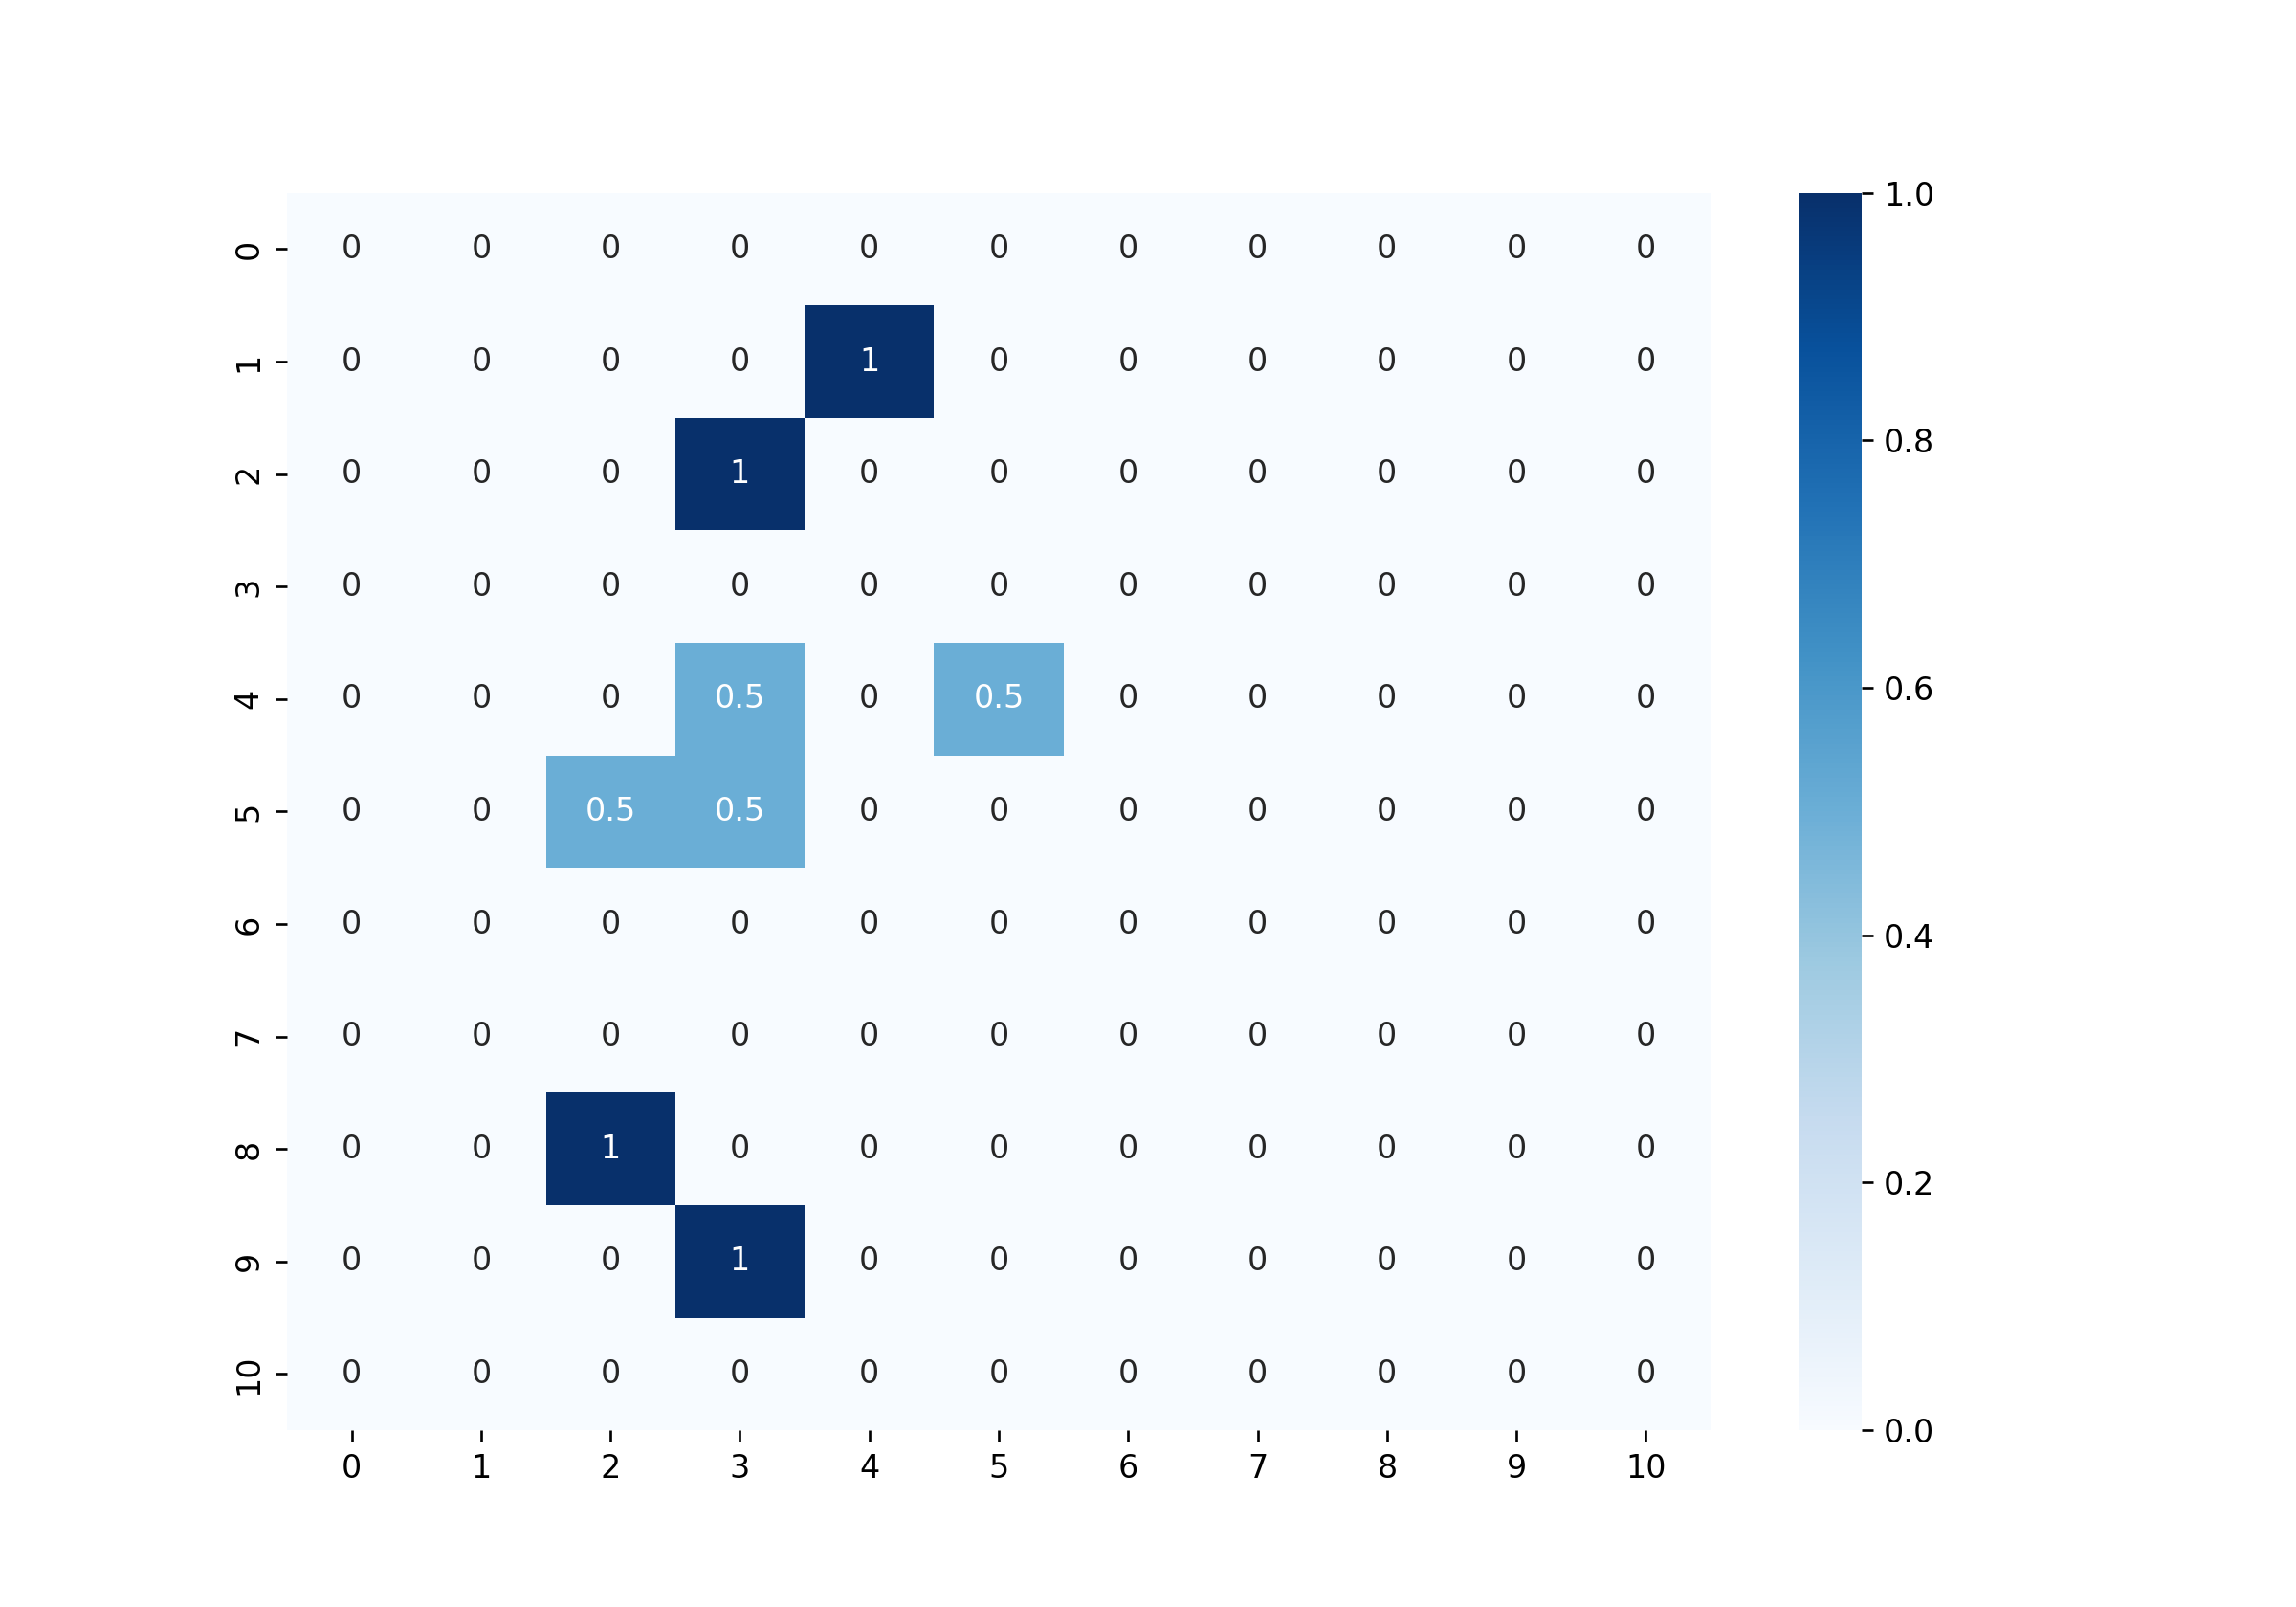 1.0
0 0 0 0 0 0 0 0 0 0 0 0
1 0 0 0 0 1 0 0 0 0 0 0
0.8
2 0 0 0 1 0 0 0 0 0 0 0
3 0 0 0 0 0 0 0 0 0 0 0
0.6
4 0 0 0 0.5 0 0.5 0 0 0 0 0
5 0 0 0.5 0.5 0 0 0 0 0 0 0
6 0 0 0 0 0 0 0 0 0 0 0
0.4
7 0 0 0 0 0 0 0 0 0 0 0
8 0 0 1 0 0 0 0 0 0 0 0
0.2
9 0 0 0 1 0 0 0 0 0 0 0
10 0 0 0 0 0 0 0 0 0 0 0
0.0
0 1 2 3 4 5 6 7 8 9 10